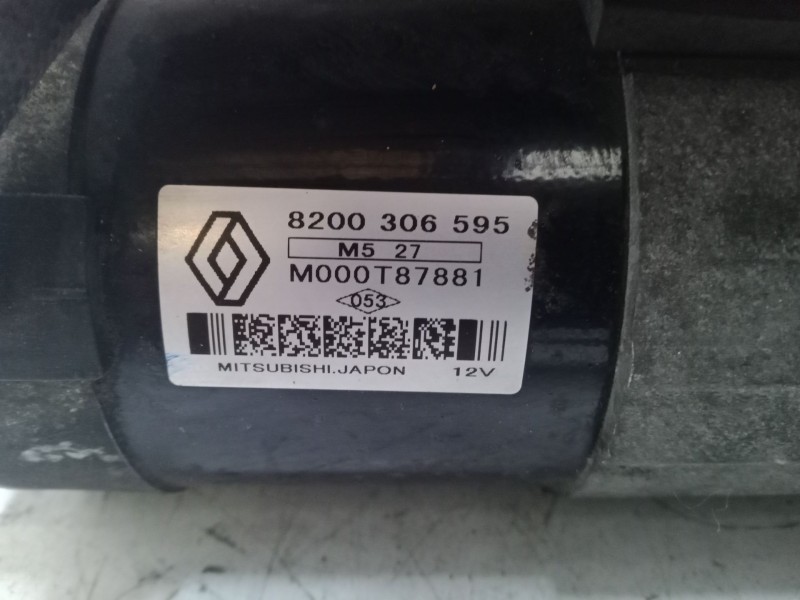 8200 306 595
M5 27
M000T87881
053
MITSUBISHI.JAPON 12V